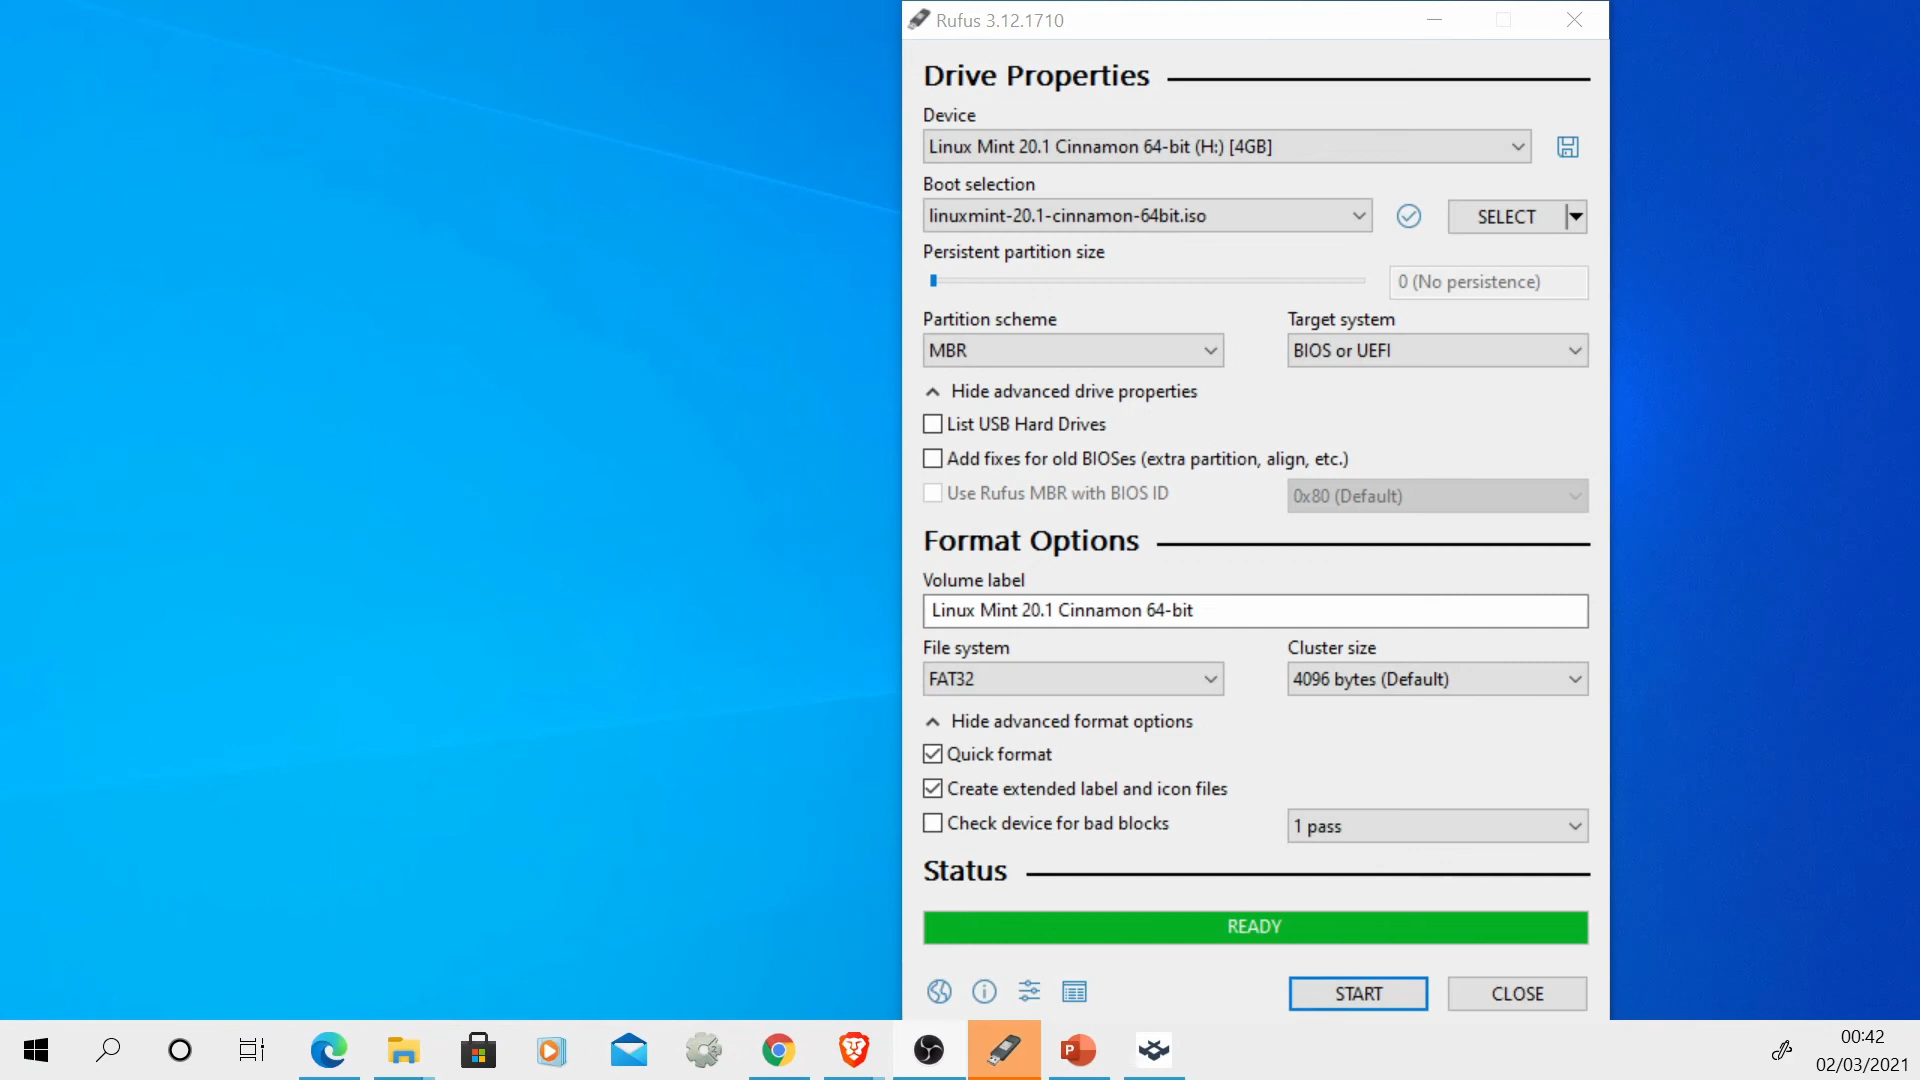 Rufus 3.12.1710
Drive Properties
Device
Linux Mint 20.1 Cinnamon 64-bit (H:) [4GB]
Boot selection
linuxmint-20.1-cinnamon-64bit.iso
SELECT
Persistent partition size
0 (No persistence)
Partition scheme
Target system
MBR
BIOS or UEFI
Hide advanced drive properties
List USB Hard Drives
Add fixes for old BIOSes (extra partition, align, etc.)
Use Rufus MBR with BIOS ID
0x80 (Default)
Format Options
Volume label
Linux Mint 20.1 Cinnamon 64-bit
File system
Cluster size
FAT32
4096 bytes (Default)
Hide advanced format options
Quick format
Create extended label and icon files
Check device for bad blocks
1 pass
Status
READY
START
CLOSE
P
00:42
02/03/2021